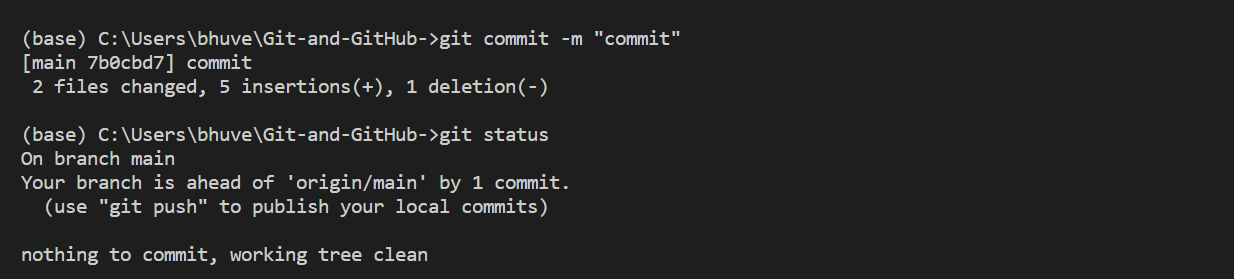 (base) C:\Users\bhuve\Git-and-GitHub->git commit -m "commit"
[main 7b0cbd7] commit
 2 files changed, 5 insertions(+), 1 deletion(-)
(base) C:\Users\bhuve\Git-and-GitHub->git status
On branch main
Your branch is ahead of 'origin/main' by 1 commit.
  (use "git push" to publish your local commits)
nothing to commit, working tree clean